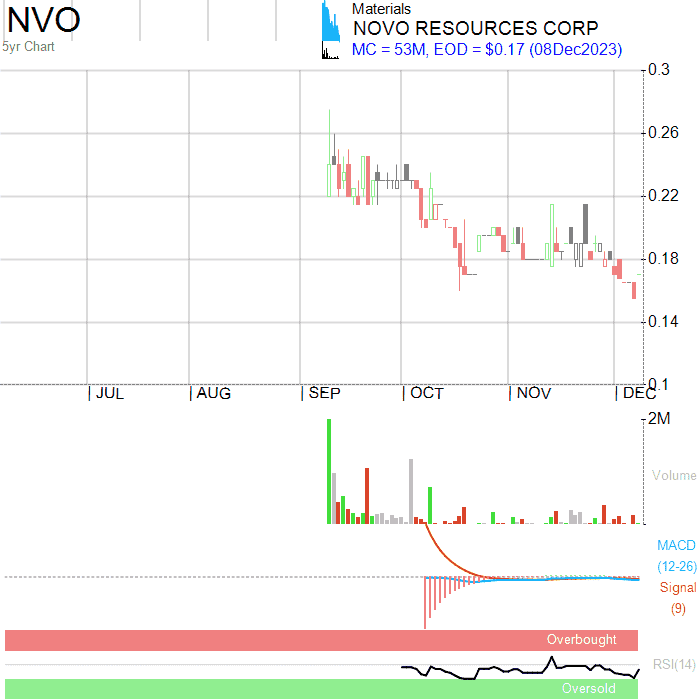 NVO
5yr Chart
Materials
NOVO RESOURCES CORP
MC = 53M, EOD = $0.17 (08Dec2023)
0.3
0.26
0.22
0.18
0.14
0.1
JUL AUG SEP OCT NOV DEC
2M
Volume
MACD
(12-26)
Signal
(9)
Overbought
RSI(14)
Oversold